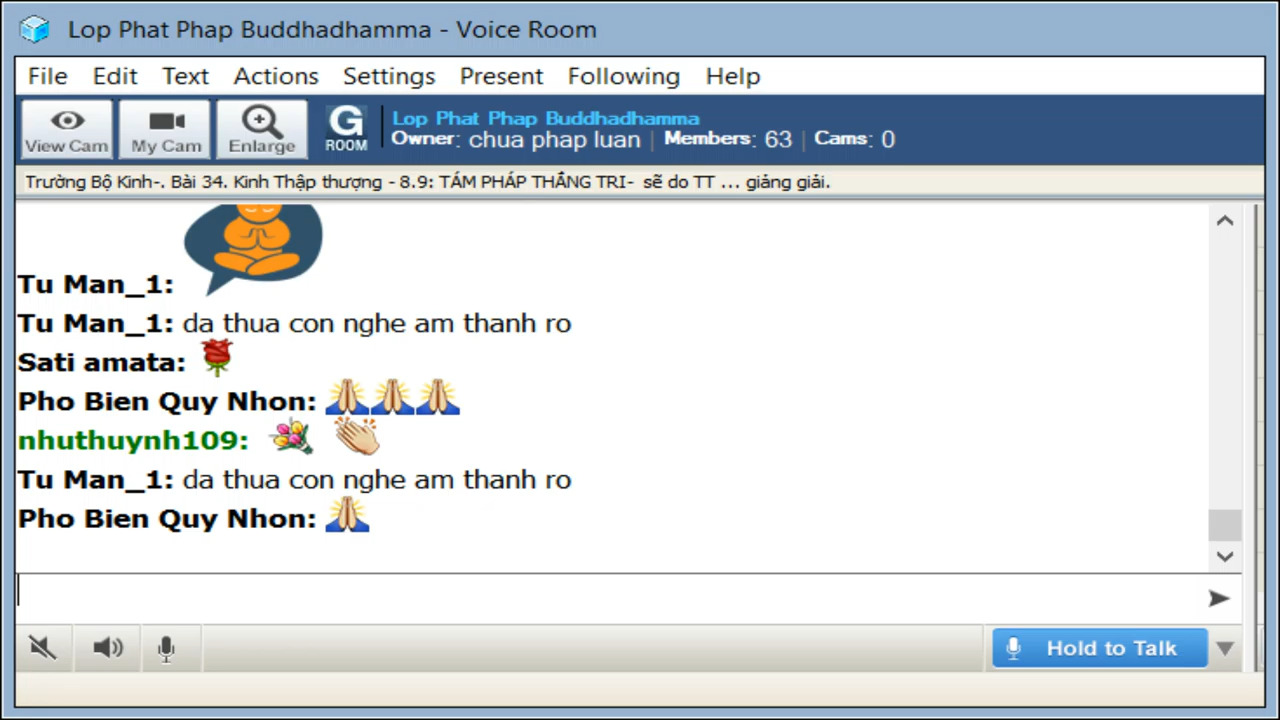 Lop Phat Phap Buddhadhamma - Voice Room
File Edit Text Actions Settings Present Following Help
View Cam My Cam Enlarge G ROOM
Lop Phat Phap Buddhadhamma
Owner: chua phap luan | Members: 63 | Cams: 0
Trường Bộ Kinh-. Bài 34. Kinh Thập thượng - 8.9: TÁM PHÁP THẮNG TRI- sẽ do TT ... giảng giải.
Tu Man_1:
Tu Man_1: da thua con nghe am thanh ro
Sati amata:
Pho Bien Quy Nhon:
nhuthuynh109:
Tu Man_1: da thua con nghe am thanh ro
Pho Bien Quy Nhon:
Hold to Talk